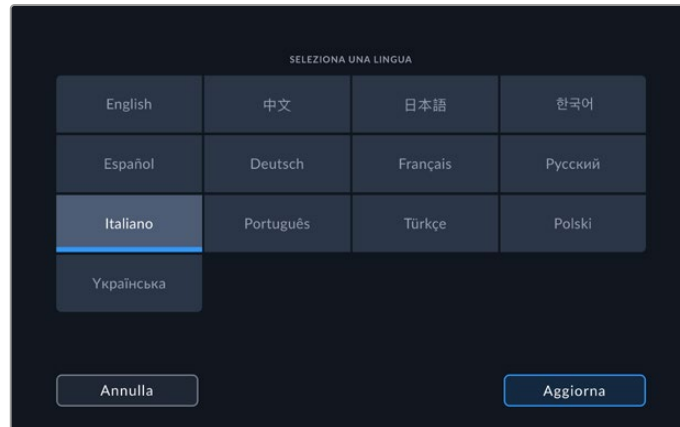 SELEZIONA UNA LINGUA
English 中文 日本語 한국어
Español Deutsch Français Русский
Italiano Português Türkçe Polski
Українська
Annulla Aggiorna